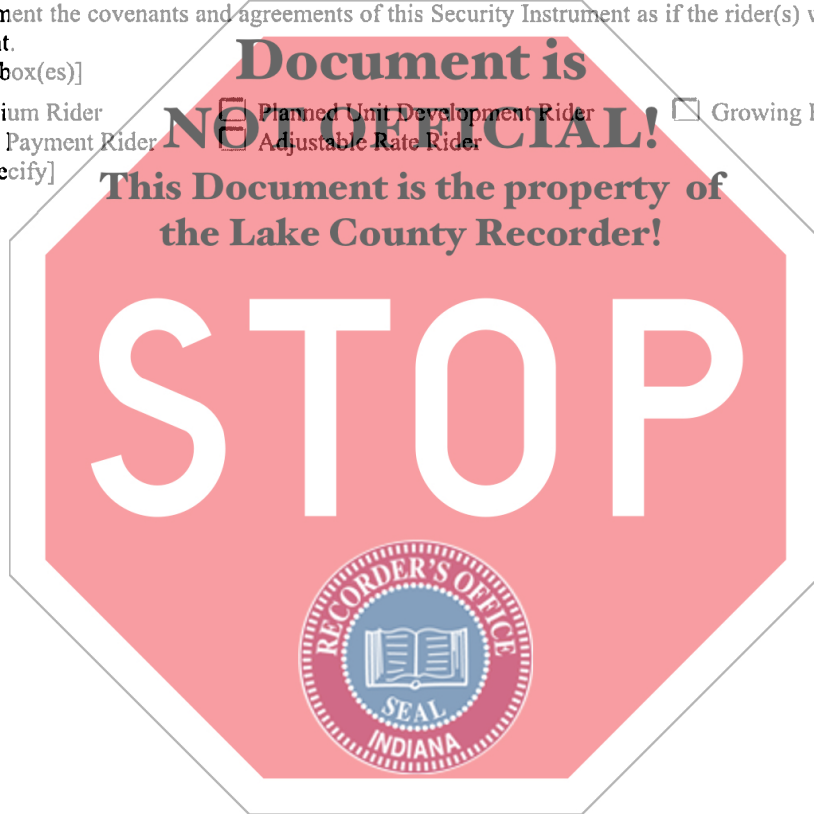 ment the covenants and agreements of this Security Instrument as if the rider(s) w
nt.
box(es)]
Document is
ium Rider ☐ Planned Unit Development Rider ☐ Growing
Payment Rider ☐ Adjustable Rate Rider
NOT OFFICIAL!
ecify]
This Document is the property of
the Lake County Recorder!
STOP
RECORDER'S OFFICE
SEAL
INDIANA